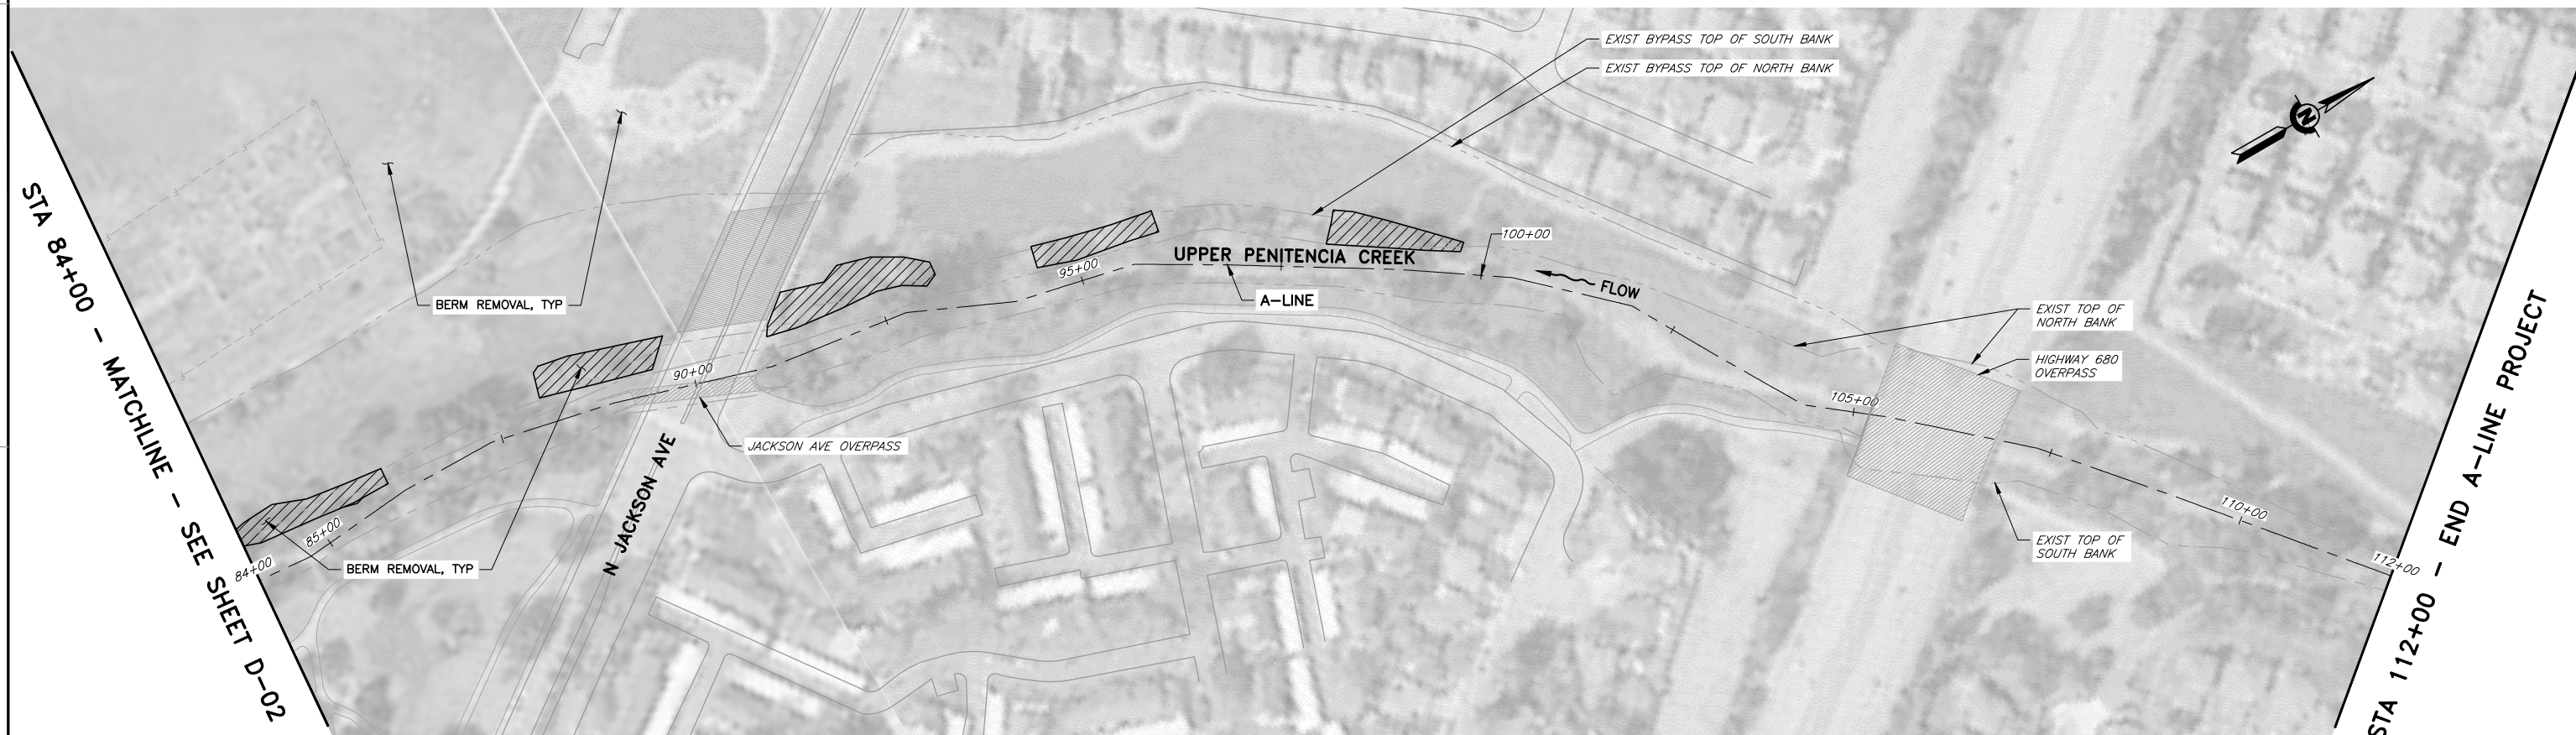 EXIST BYPASS TOP OF SOUTH BANK
EXIST BYPASS TOP OF NORTH BANK
N
STA 84+00 - MATCHLINE - SEE SHEET D-02
BERM REMOVAL, TYP
UPPER PENITENCIA CREEK
100+00
95+00
A-LINE
FLOW
EXIST TOP OF
NORTH BANK
HIGHWAY 680
OVERPASS
90+00
105+00
JACKSON AVE OVERPASS
N JACKSON AVE
85+00
84+00
BERM REMOVAL, TYP
110+00
EXIST TOP OF
SOUTH BANK
112+00
STA 112+00 - END A-LINE PROJECT